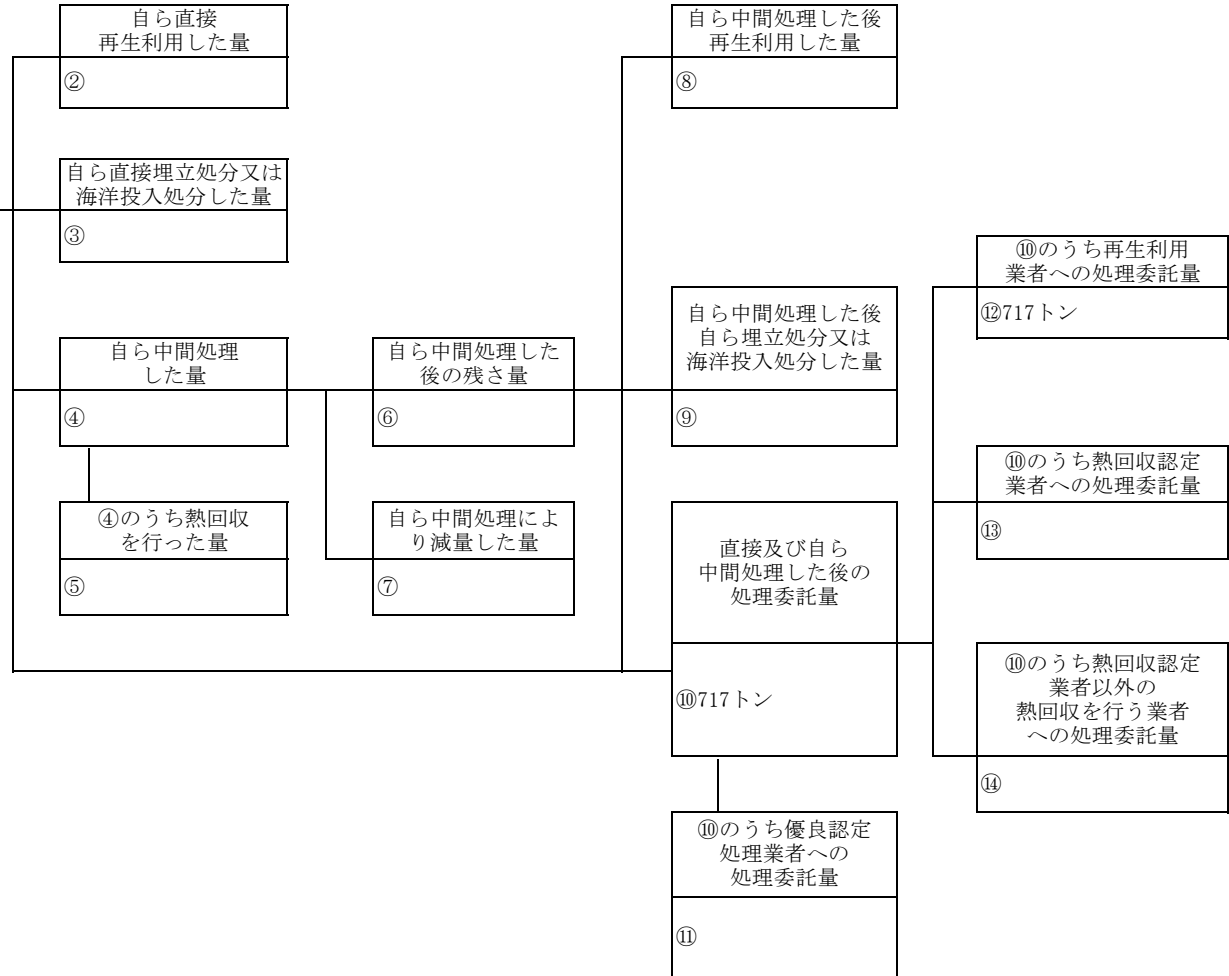 自ら直接
再生利用した量
②
自ら中間処理した後
再生利用した量
⑧
自ら直接埋立処分又は
海洋投入処分した量
③
⑩のうち再生利用
業者への処理委託量
⑫717トン
自ら中間処理
した量
④
自ら中間処理した
後の残さ量
⑥
自ら中間処理した後
自ら埋立処分又は
海洋投入処分した量
⑨
⑩のうち熱回収認定
業者への処理委託量
⑬
④のうち熱回収
を行った量
⑤
自ら中間処理によ
り減量した量
⑦
直接及び自ら
中間処理した後の
処理委託量
⑩717トン
⑩のうち熱回収認定
業者以外の
熱回収を行う業者
への処理委託量
⑭
⑩のうち優良認定
処理業者への
処理委託量
⑪